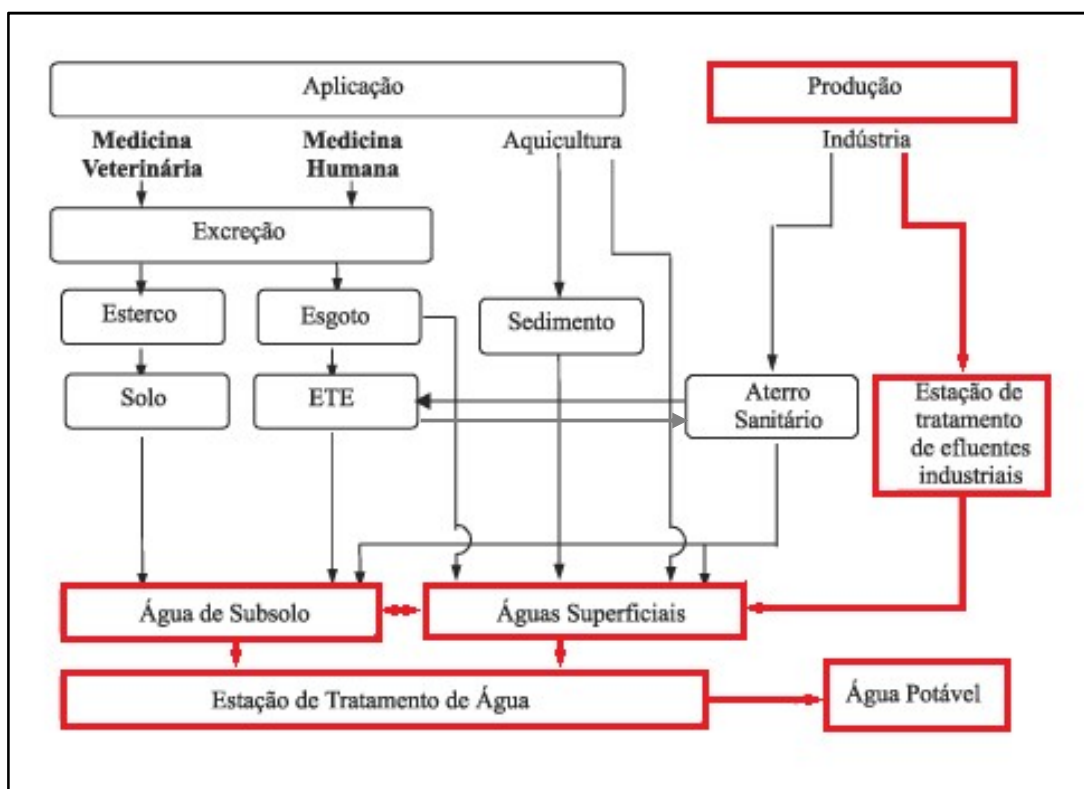 Aplicação
Produção
Medicina
Veterinária
Medicina
Humana
Aquicultura
Indústria
Excreção
Esterco
Esgoto
Sedimento
Solo
ETE
Aterro
Sanitário
Estação de
tratamento
de efluentes
industriais
Água de Subsolo
Águas Superficiais
Estação de Tratamento de Água
Água Potável